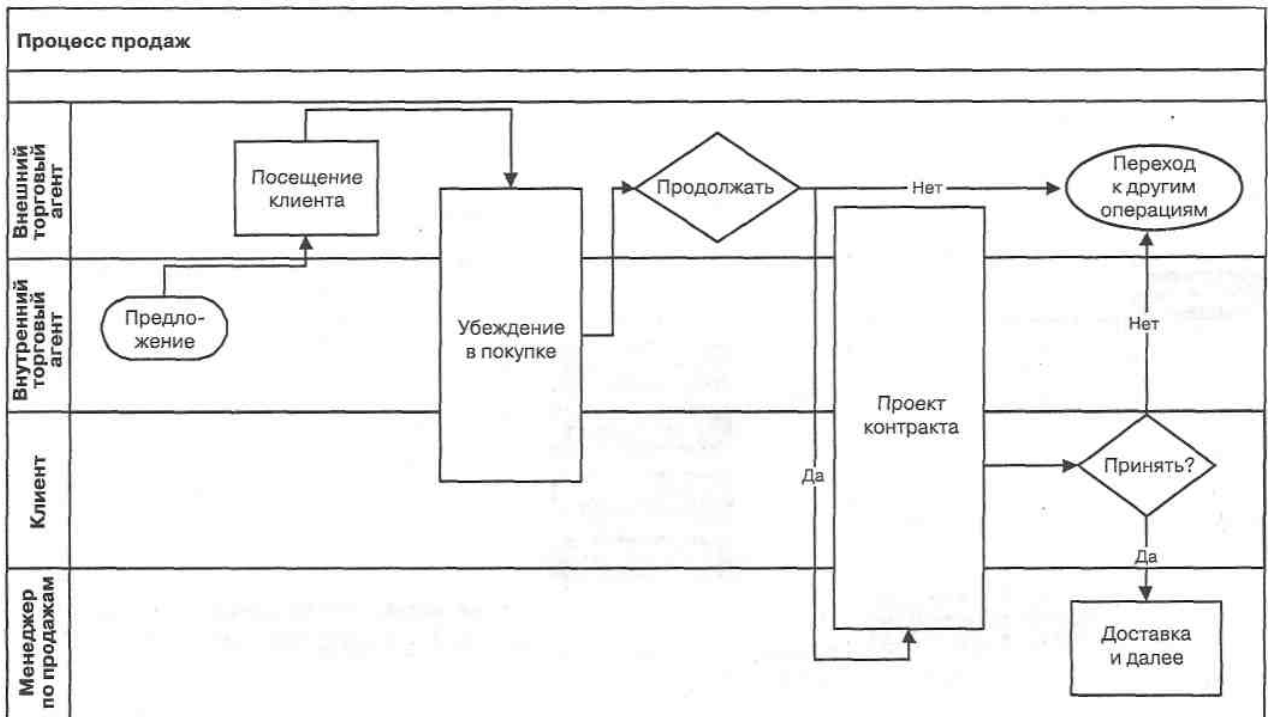 Процесс продаж
Внешний
торговый
агент
Посещение
клиента
Продолжать
Нет
Переход
к другим
операциям
Внутренний
торговый
агент
Предло-
жение
Убеждение
в покупке
Нет
Проект
контракта
Клиент
Да
Принять?
Да
Менеджер
по продажам
Доставка
и далее